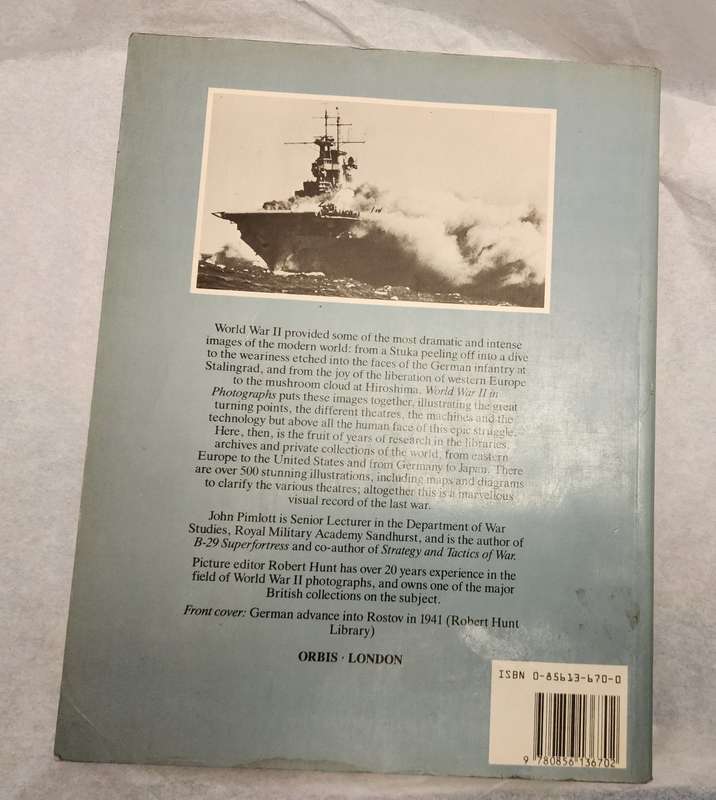 World War II provided some of the most dramatic and intense
images of the modern world: from a Stuka peeling off into a dive
to the weariness etched into the faces of the German infantry at
Stalingrad, and from the joy of the liberation of western Europe
to the mushroom cloud at Hiroshima. World War II in
Photographs puts these images together, illustrating the great
turning points, the different theatres, the machines and the
technology but above all the human face of this epic struggle.
Here, then, is the fruit of years of research in the libraries,
archives and private collections of the world, from eastern
Europe to the United States and from Germany to Japan. There
are over 500 stunning illustrations, including maps and diagrams
to clarify the various theatres; altogether this is a marvellous
visual record of the last war.
John Pimlott is Senior Lecturer in the Department of War
Studies, Royal Military Academy Sandhurst, and is the author of
B-29 Superfortress and co-author of Strategy and Tactics of War.
Picture editor Robert Hunt has over 20 years experience in the
field of World War II photographs, and owns one of the major
British collections on the subject.
Front cover: German advance into Rostov in 1941 (Robert Hunt
Library)
ORBIS · LONDON
ISBN 0-85613-670-0
9 780856 136702